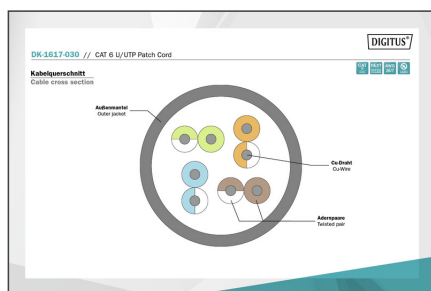 DIGITUS®
DK-1617-030 // CAT 6 U/UTP Patch Cord
Kabelquerschnitt
Cable cross section
Außenmantel
Outer jacket
Cu-Draht
Cu-Wire
Adernpaare
Twisted pair